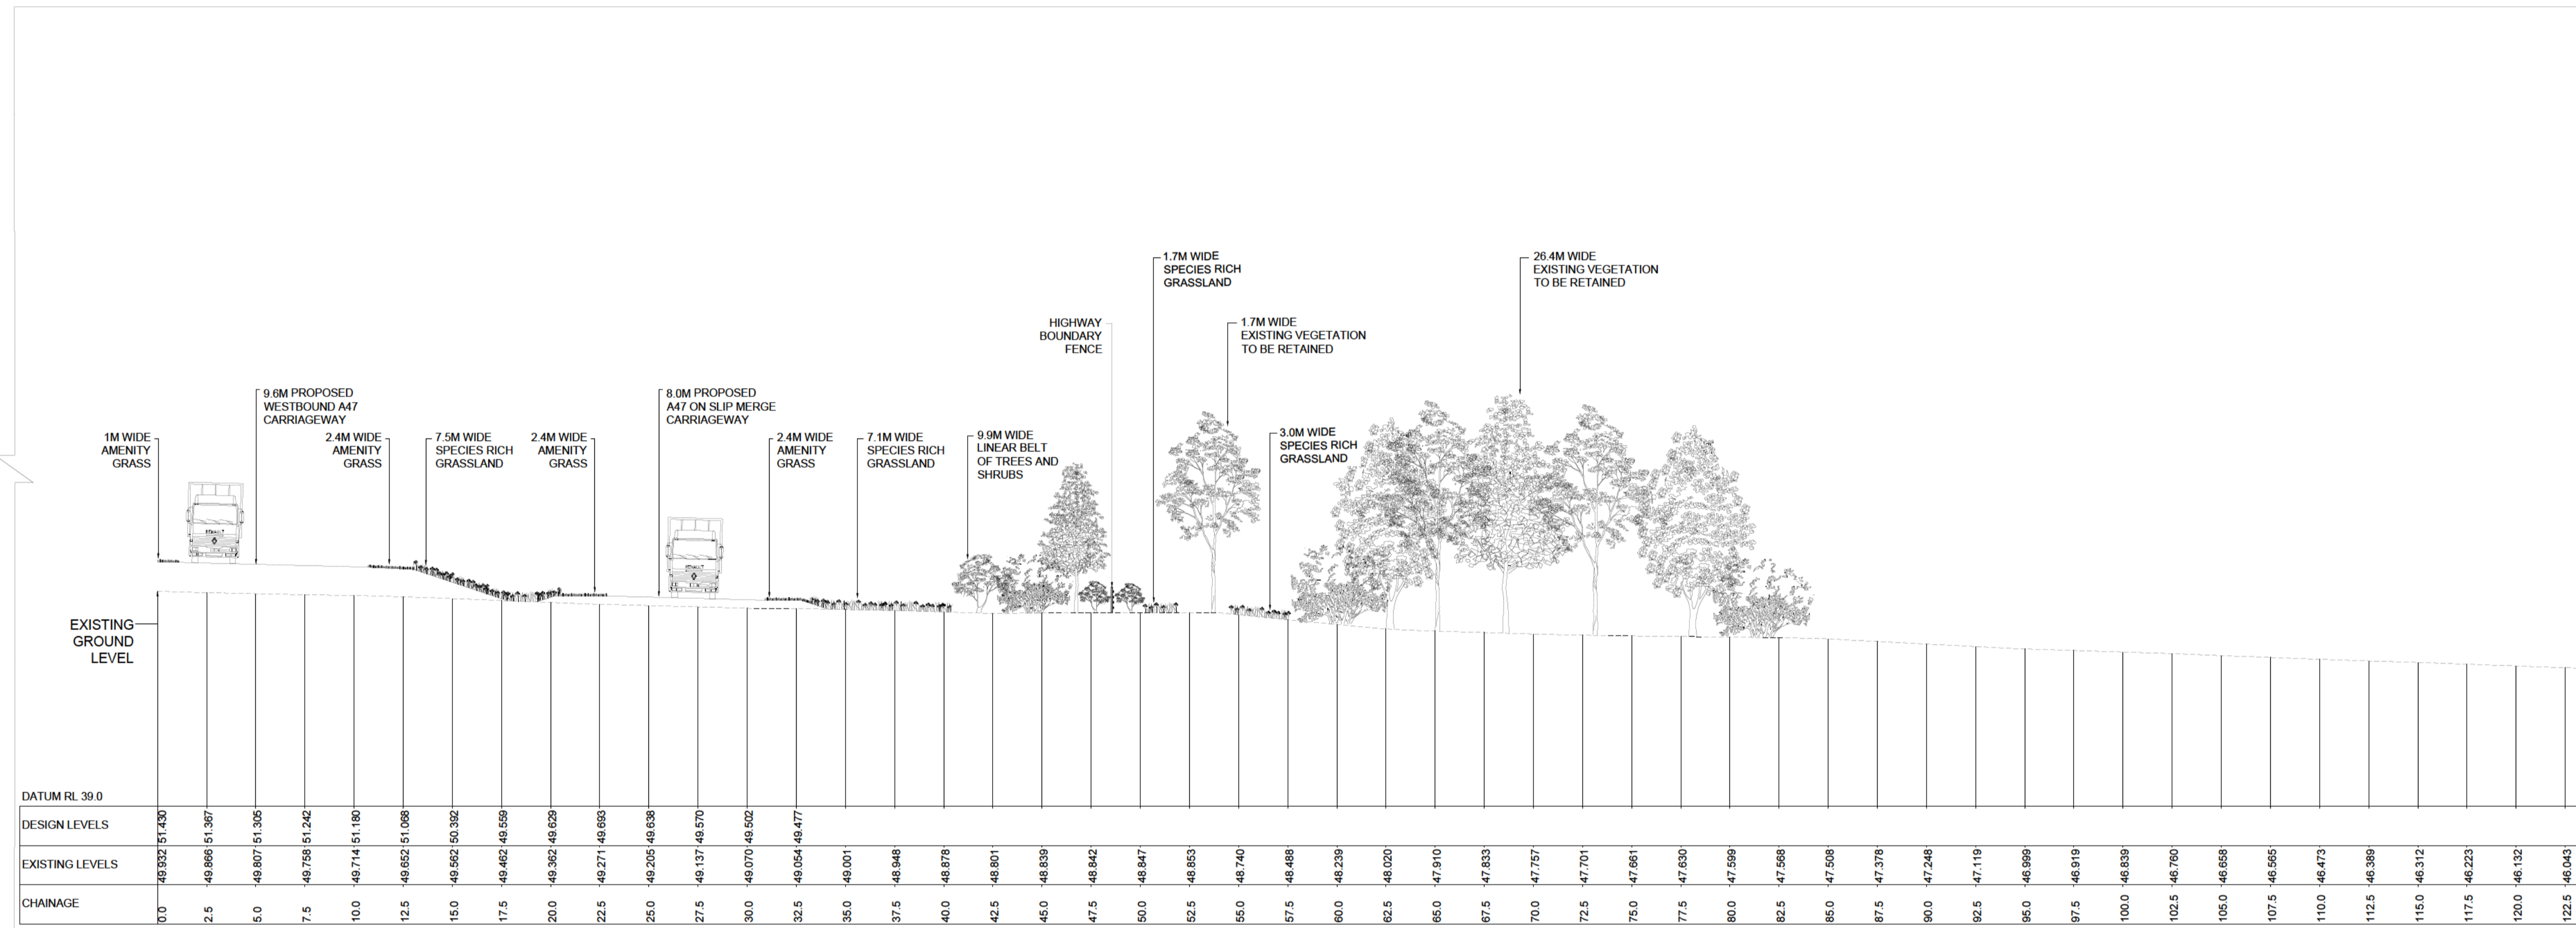 1.7M WIDE
SPECIES RICH
GRASSLAND
26.4M WIDE
EXISTING VEGETATION
TO BE RETAINED
HIGHWAY
BOUNDARY
FENCE
1.7M WIDE
EXISTING VEGETATION
TO BE RETAINED
9.6M PROPOSED
WESTBOUND A47
CARRIAGEWAY
8.0M PROPOSED
A47 ON SLIP MERGE
CARRIAGEWAY
1M WIDE
AMENITY
GRASS
2.4M WIDE
AMENITY
GRASS
7.5M WIDE
SPECIES RICH
GRASSLAND
2.4M WIDE
AMENITY
GRASS
2.4M WIDE
AMENITY
GRASS
7.1M WIDE
SPECIES RICH
GRASSLAND
9.9M WIDE
LINEAR BELT
OF TREES AND
SHRUBS
3.0M WIDE
SPECIES RICH
GRASSLAND
EXISTING
GROUND
LEVEL
DATUM RL 39.0
DESIGN LEVELS 51.430 51.367 51.305 51.242 51.180 51.068 50.392 49.559 49.629 49.693 49.638 49.570 49.502 49.477
EXISTING LEVELS 49.932 49.866 49.807 49.758 49.714 49.652 49.562 49.462 49.362 49.271 49.205 49.137 49.070 49.054 49.001 48.948 48.878 48.801 48.839 48.842 48.847 48.853 48.740 48.488 48.239 48.020 47.910 47.833 47.757 47.701 47.661 47.630 47.599 47.568 47.508 47.378 47.248 47.119 46.999 46.919 46.839 46.760 46.658 46.565 46.473 46.389 46.312 46.223 46.132 46.043
CHAINAGE 0.0 2.5 5.0 7.5 10.0 12.5 15.0 17.5 20.0 22.5 25.0 27.5 30.0 32.5 35.0 37.5 40.0 42.5 45.0 47.5 50.0 52.5 55.0 57.5 60.0 62.5 65.0 67.5 70.0 72.5 75.0 77.5 80.0 82.5 85.0 87.5 90.0 92.5 95.0 97.5 100.0 102.5 105.0 107.5 110.0 112.5 115.0 117.5 120.0 122.5